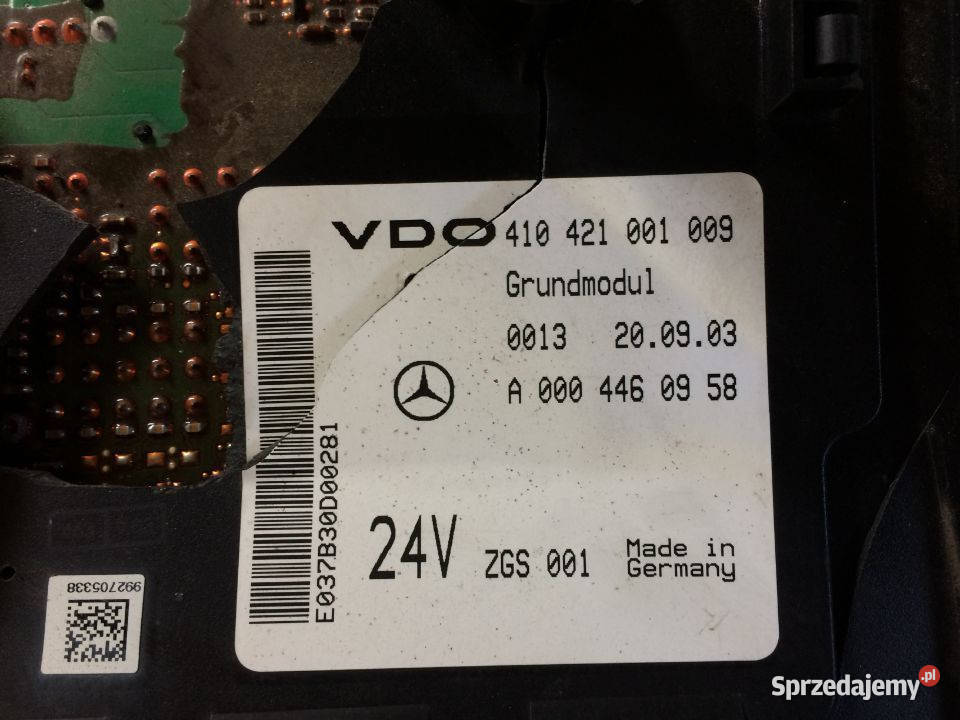 VDO 410 421 001 009
Grundmodul
0013 20.09.03
A 000 446 09 58
E037B30D00281
24V ZGS 001 Made in
Germany
992705338
Sprzedajemy.pl